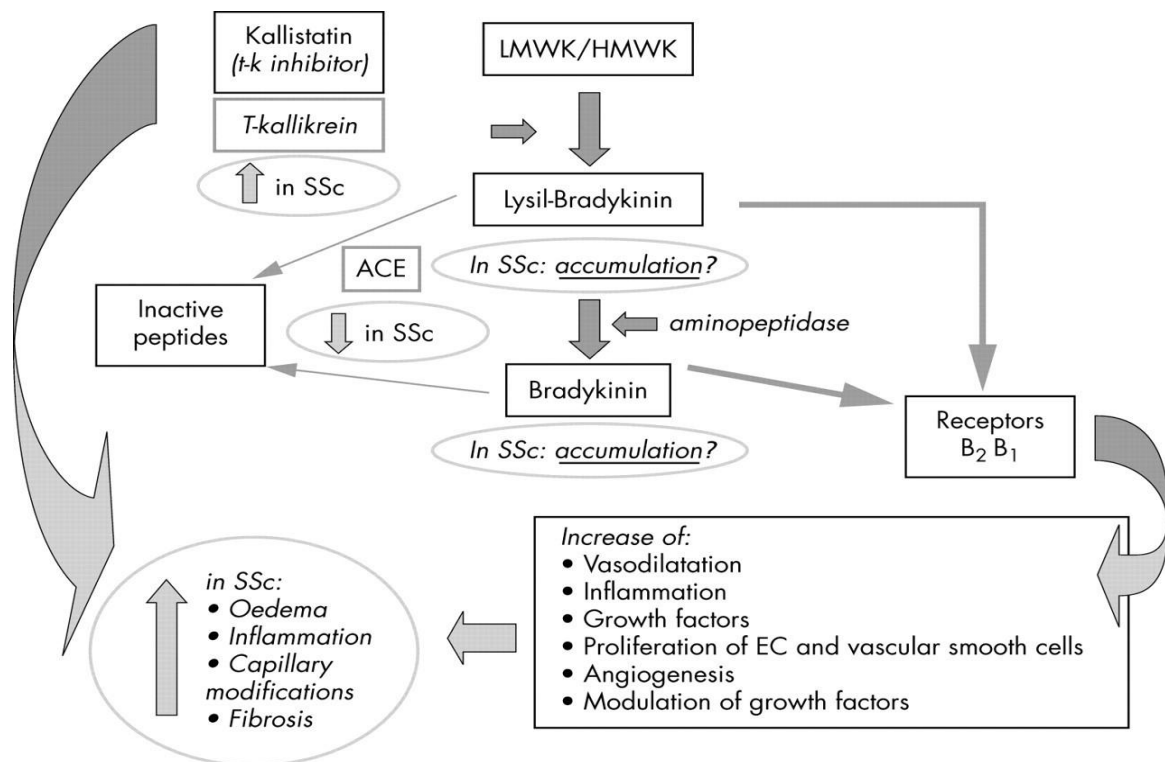 Kallistatin
(t-k inhibitor)
LMWK/HMWK
T-kallikrein
in SSc
Lysil-Bradykinin
In SSc: accumulation?
ACE
in SSc
Inactive
peptides
aminopeptidase
Bradykinin
In SSc: accumulation?
Receptors
B₂ B₁
Increase of:
• Vasodilatation
• Inflammation
• Growth factors
• Proliferation of EC and vascular smooth cells
• Angiogenesis
• Modulation of growth factors
in SSc:
• Oedema
• Inflammation
• Capillary
modifications
• Fibrosis